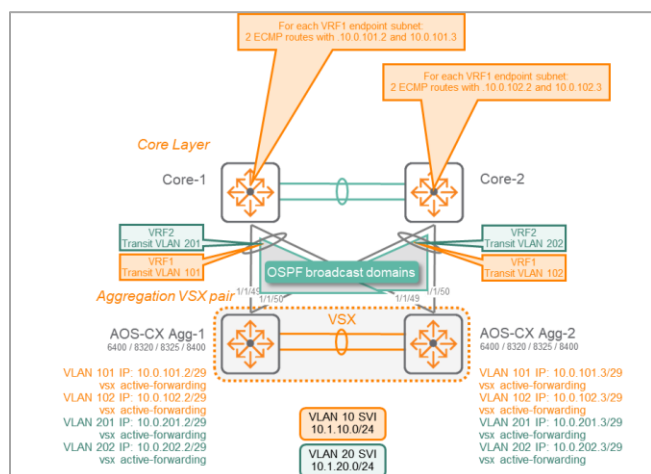 For each VRF1 endpoint subnet:
2 ECMP routes with .10.0.101.2 and 10.0.101.3
For each VRF1 endpoint subnet:
2 ECMP routes with .10.0.102.2 and 10.0.102.3
Core Layer
Core-1
Core-2
VRF2
Transit VLAN 201
VRF2
Transit VLAN 202
VRF1
Transit VLAN 101
VRF1
Transit VLAN 102
OSPF broadcast domains
Aggregation VSX pair
1/1/49
1/1/50
1/1/49
1/1/50
VSX
AOS-CX Agg-1
6400 / 8320 / 8325 / 8400
AOS-CX Agg-2
6400 / 8320 / 8325 / 8400
VLAN 101 IP: 10.0.101.2/29
vsx active-forwarding
VLAN 102 IP: 10.0.102.2/29
vsx active-forwarding
VLAN 201 IP: 10.0.201.2/29
vsx active-forwarding
VLAN 202 IP: 10.0.202.2/29
vsx active-forwarding
VLAN 10 SVI
10.1.10.0/24
VLAN 20 SVI
10.1.20.0/24
VLAN 101 IP: 10.0.101.3/29
vsx active-forwarding
VLAN 102 IP: 10.0.102.3/29
vsx active-forwarding
VLAN 201 IP: 10.0.201.3/29
vsx active-forwarding
VLAN 202 IP: 10.0.202.3/29
vsx active-forwarding